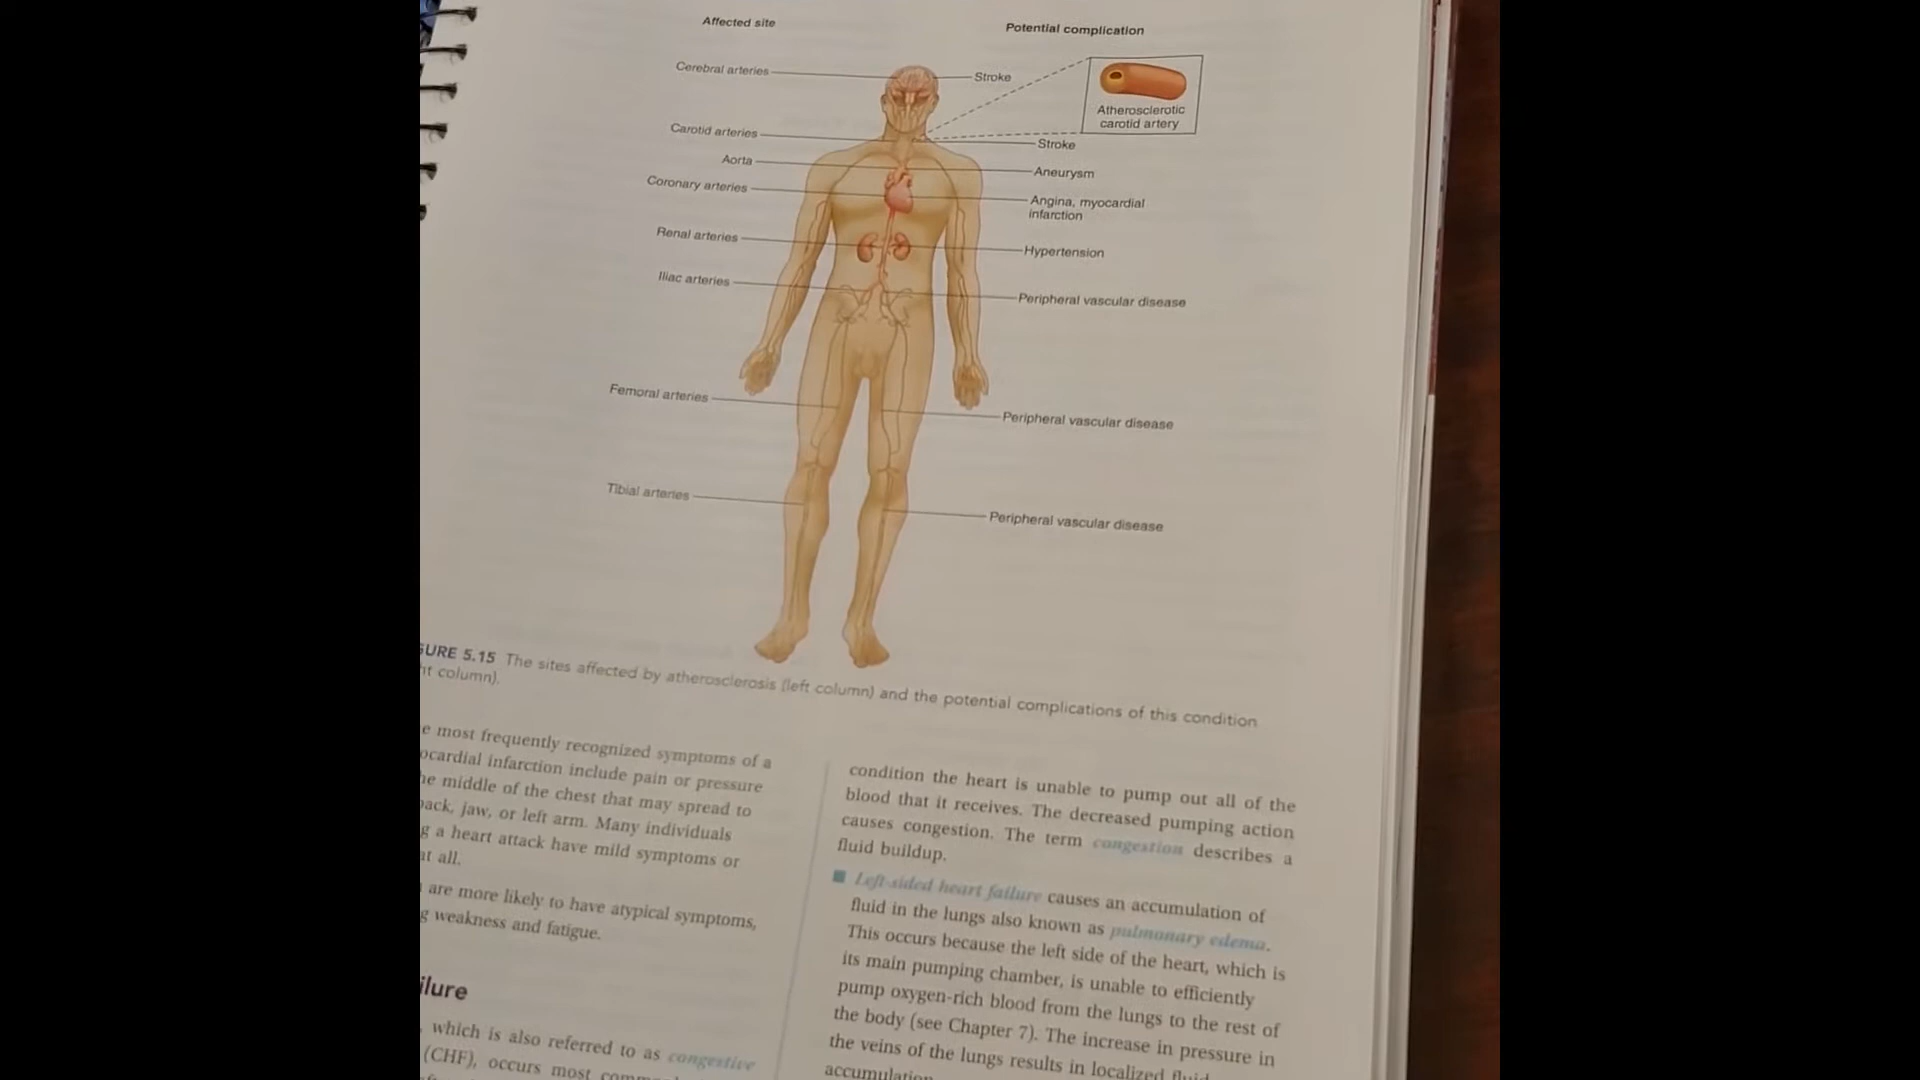 Affected site
Potential complication
Cerebral arteries
Stroke
Atherosclerotic
carotid artery
Carotid arteries
Stroke
Aorta
Aneurysm
Coronary arteries
Angina, myocardial
infarction
Renal arteries
Hypertension
Iliac arteries
Peripheral vascular disease
Femoral arteries
Peripheral vascular disease
Tibial arteries
Peripheral vascular disease
GURE 5.15 The sites affected by atherosclerosis (left column) and the potential complications of this condition
ht column).
e most frequently recognized symptoms of a
ocardial infarction include pain or pressure
he middle of the chest that may spread to
back, jaw, or left arm. Many individuals
g a heart attack have mild symptoms or
at all.
are more likely to have atypical symptoms,
g weakness and fatigue.
ilure
, which is also referred to as congestive
(CHF), occurs most
condition the heart is unable to pump out all of the
blood that it receives. The decreased pumping action
causes congestion. The term congestion describes a
fluid buildup.
■ Left-sided heart failure causes an accumulation of
fluid in the lungs also known as pulmonary edema.
This occurs because the left side of the heart, which is
its main pumping chamber, is unable to efficiently
pump oxygen-rich blood from the lungs to the rest of
the body (see Chapter 7). The increase in pressure in
the veins of the lungs results in localized fluid
accumulation